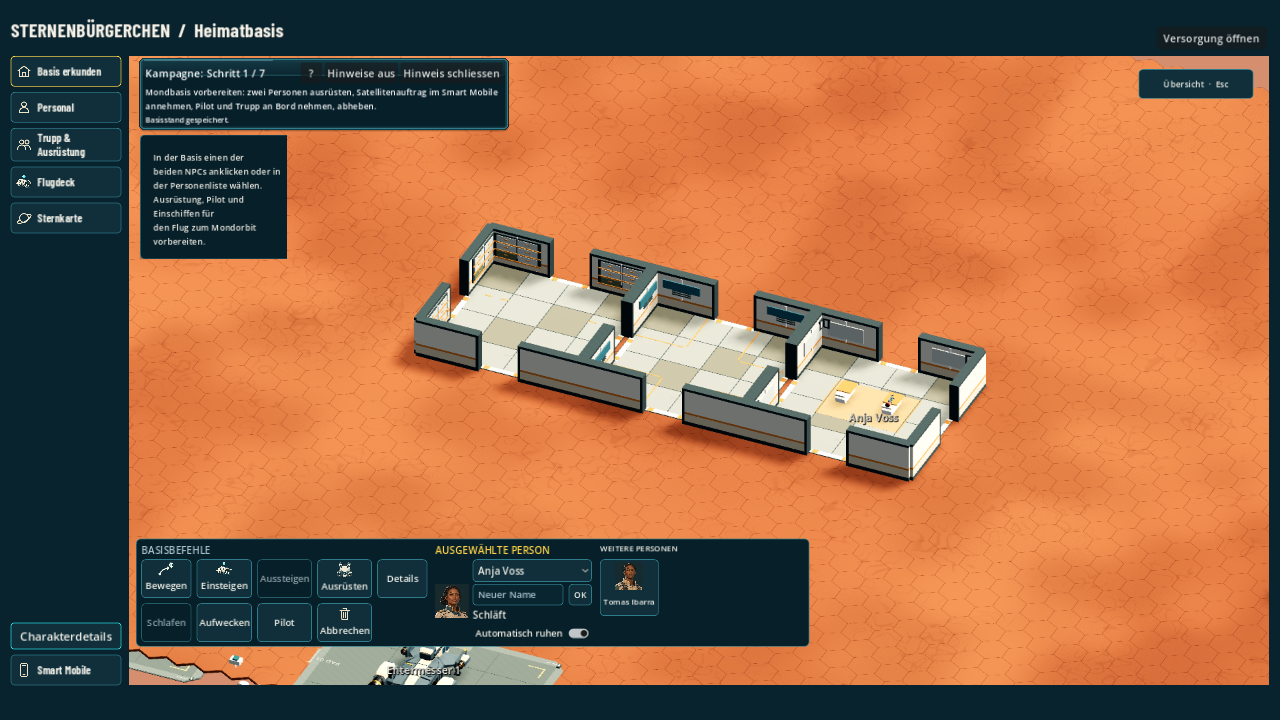 STERNENBÜRGERCHEN / Heimatbasis
Versorgung öffnen
Basis erkunden
Personal
Trupp &
Ausrüstung
Flugdeck
Sternkarte
Kampagne: Schritt 1 / 7
?
Hinweise aus
Hinweis schliessen
Mondbasis vorbereiten: zwei Personen ausrüsten, Satellitenauftrag im Smart Mobile
annehmen, Pilot und Trupp an Bord nehmen, abheben.
Basisstand gespeichert.
Übersicht · Esc
In der Basis einen der
beiden NPCs anklicken oder in
der Personenliste wählen.
Ausrüstung, Pilot und
Einschiffen für
den Flug zum Mondorbit
vorbereiten.
Anja Voss
BASISBEFEHLE
Bewegen
Einsteigen
Aussteigen
Ausrüsten
Details
Schlafen
Aufwecken
Pilot
Abbrechen
AUSGEWÄHLTE PERSON
Anja Voss
Neuer Name
OK
Schläft
Automatisch ruhen
WEITERE PERSONEN
Tomas Ibarra
Charakterdetails
Smart Mobile
Entermesser 1